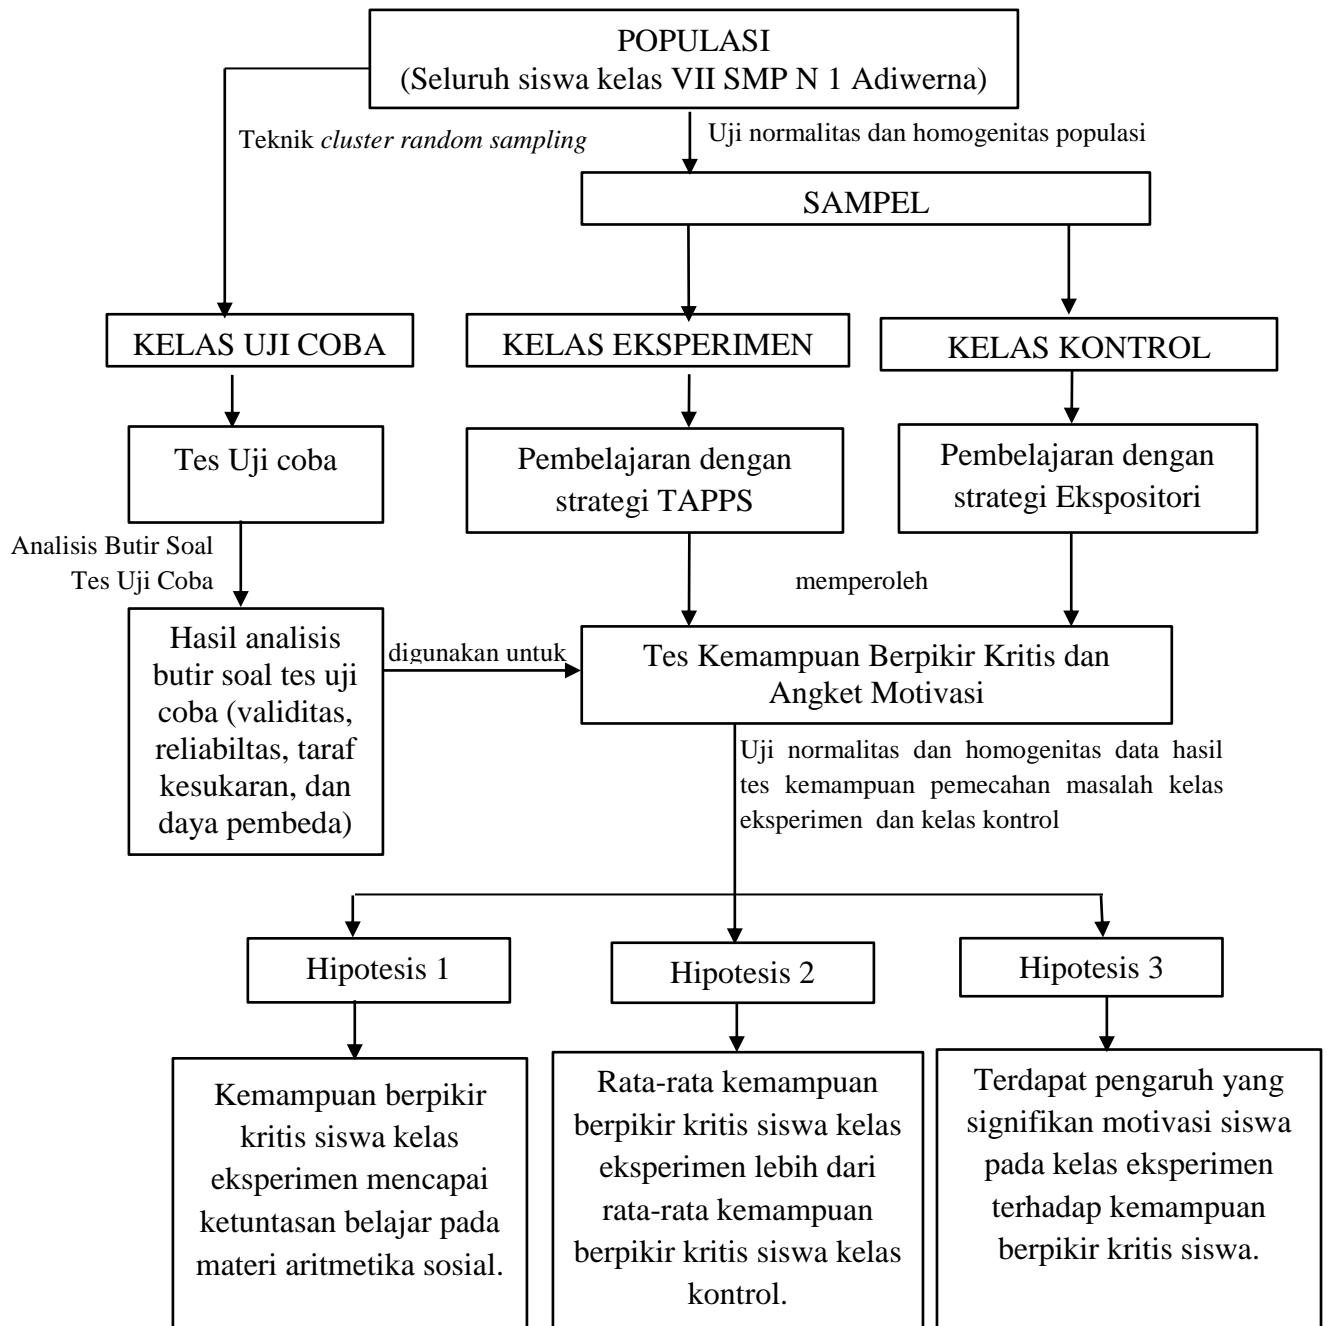 POPULASI
(Seluruh siswa kelas VII SMP N 1 Adiwerna)
Teknik cluster random sampling
Uji normalitas dan homogenitas populasi
SAMPEL
KELAS UJI COBA
KELAS EKSPERIMEN
KELAS KONTROL
Tes Uji coba
Pembelajaran dengan
strategi TAPPS
Pembelajaran dengan
strategi Ekspositori
Analisis Butir Soal
Tes Uji Coba
memperoleh
Hasil analisis
butir soal tes uji
coba (validitas,
reliabiltas, taraf
kesukaran, dan
daya pembeda)
digunakan untuk
Tes Kemampuan Berpikir Kritis dan
Angket Motivasi
Uji normalitas dan homogenitas data hasil
tes kemampuan pemecahan masalah kelas
eksperimen dan kelas kontrol
Hipotesis 1
Hipotesis 2
Hipotesis 3
Kemampuan berpikir
kritis siswa kelas
eksperimen mencapai
ketuntasan belajar pada
materi aritmetika sosial.
Rata-rata kemampuan
berpikir kritis siswa kelas
eksperimen lebih dari
rata-rata kemampuan
berpikir kritis siswa kelas
kontrol.
Terdapat pengaruh yang
signifikan motivasi siswa
pada kelas eksperimen
terhadap kemampuan
berpikir kritis siswa.